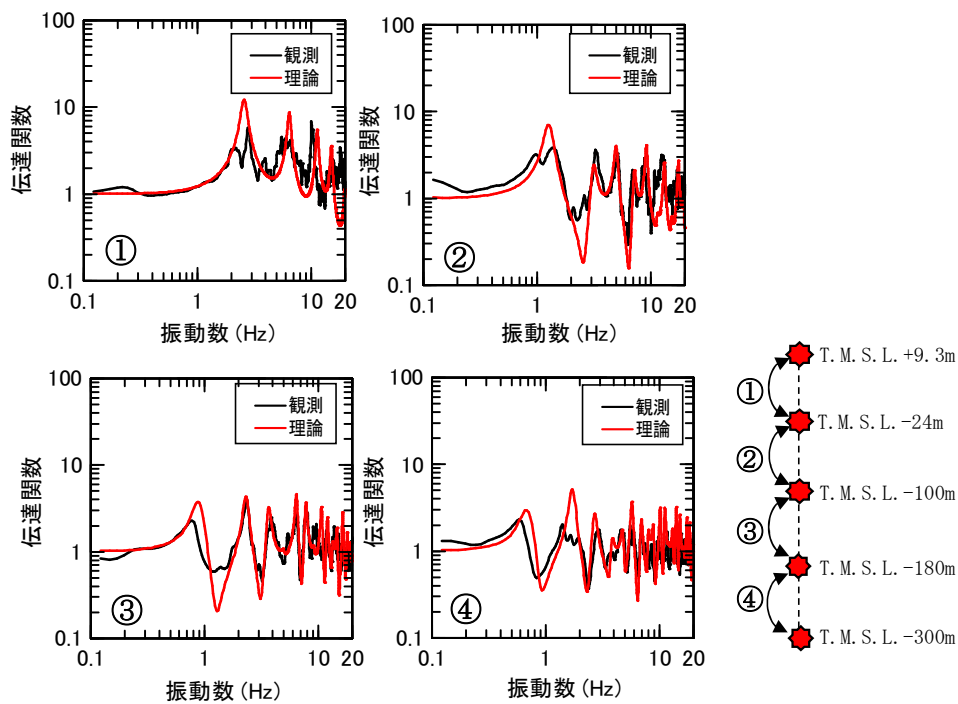 100
10
1
0.1
伝達関数
観測
理論
①
0.1
1
10
20
振動数 (Hz)
100
10
1
0.1
伝達関数
観測
理論
②
0.1
1
10
20
振動数 (Hz)
100
10
1
0.1
伝達関数
観測
理論
③
0.1
1
10
20
振動数 (Hz)
100
10
1
0.1
伝達関数
観測
理論
④
0.1
1
10
20
振動数 (Hz)
T.M.S.L.+9.3m
①
T.M.S.L.-24m
②
T.M.S.L.-100m
③
T.M.S.L.-180m
④
T.M.S.L.-300m